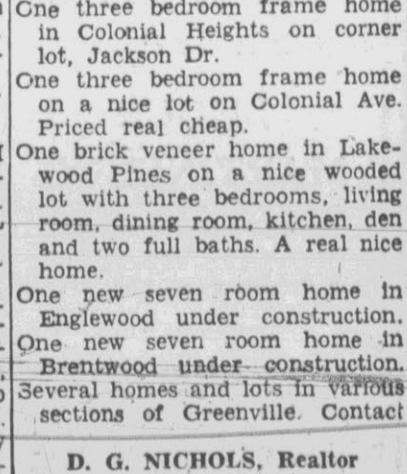 One three bedroom frame home
in Colonial Heights on corner
lot, Jackson Dr.
One three bedroom frame home
on a nice lot on Colonial Ave.
Priced real cheap.
One brick veneer home in Lake-
wood Pines on a nice wooded
lot with three bedrooms, living
room, dining room, kitchen, den
and two full baths. A real nice
home.
One new seven room home in
Englewood under construction.
One new seven room home in
Brentwood under construction.
Several homes and lots in various
sections of Greenville. Contact
D. G. NICHOLS, Realtor